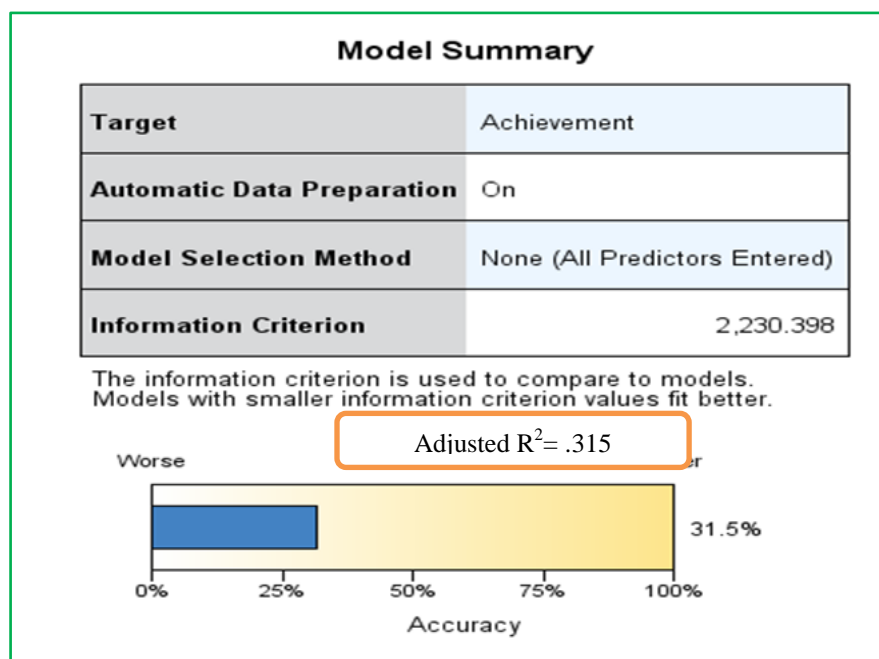 Model Summary
Target Achievement
Automatic Data Preparation On
Model Selection Method None (All Predictors Entered)
Information Criterion 2,230.398
The information criterion is used to compare to models.
Models with smaller information criterion values fit better.
Adjusted R²= .315
Worse
31.5%
0% 25% 50% 75% 100%
Accuracy